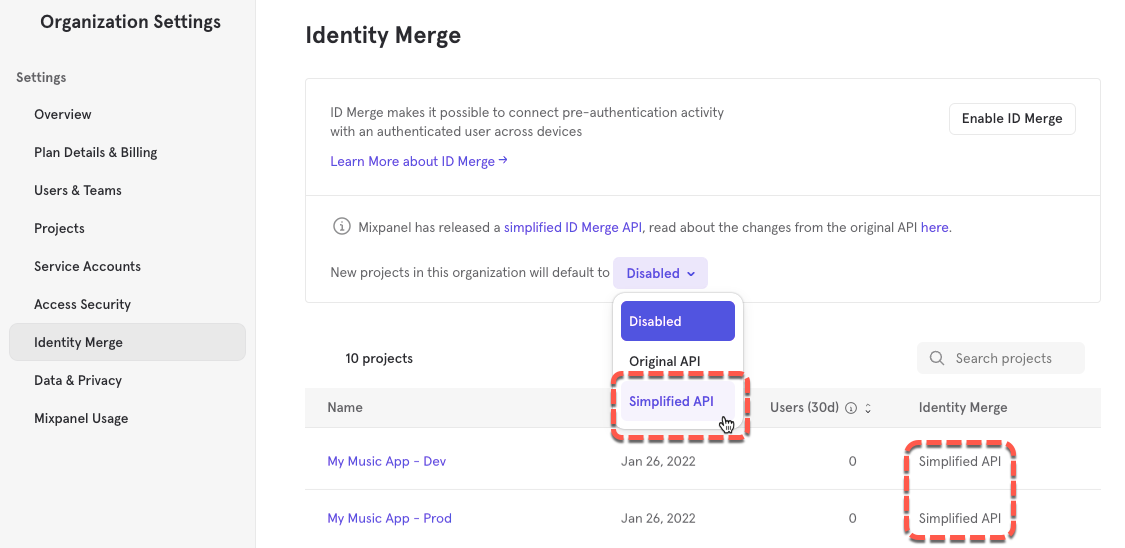 Organization Settings
Settings
Overview
Plan Details & Billing
Users & Teams
Projects
Service Accounts
Access Security
Identity Merge
Data & Privacy
Mixpanel Usage
Identity Merge
ID Merge makes it possible to connect pre-authentication activity
with an authenticated user across devices
Enable ID Merge
Learn More about ID Merge →
Mixpanel has released a simplified ID Merge API, read about the changes from the original API here.
New projects in this organization will default to Disabled
Disabled
Original API
Simplified API
10 projects
Search projects
Name Users (30d) Identity Merge
My Music App - Dev Jan 26, 2022 0 Simplified API
My Music App - Prod Jan 26, 2022 0 Simplified API